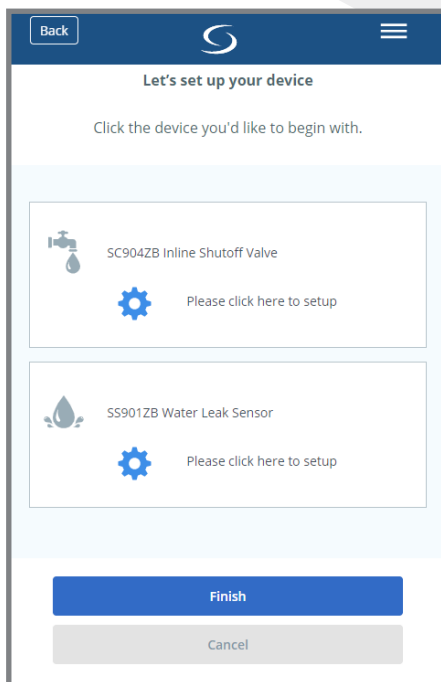 Back
Let's set up your device
Click the device you'd like to begin with.
SC904ZB Inline Shutoff Valve
Please click here to setup
SS901ZB Water Leak Sensor
Please click here to setup
Finish
Cancel